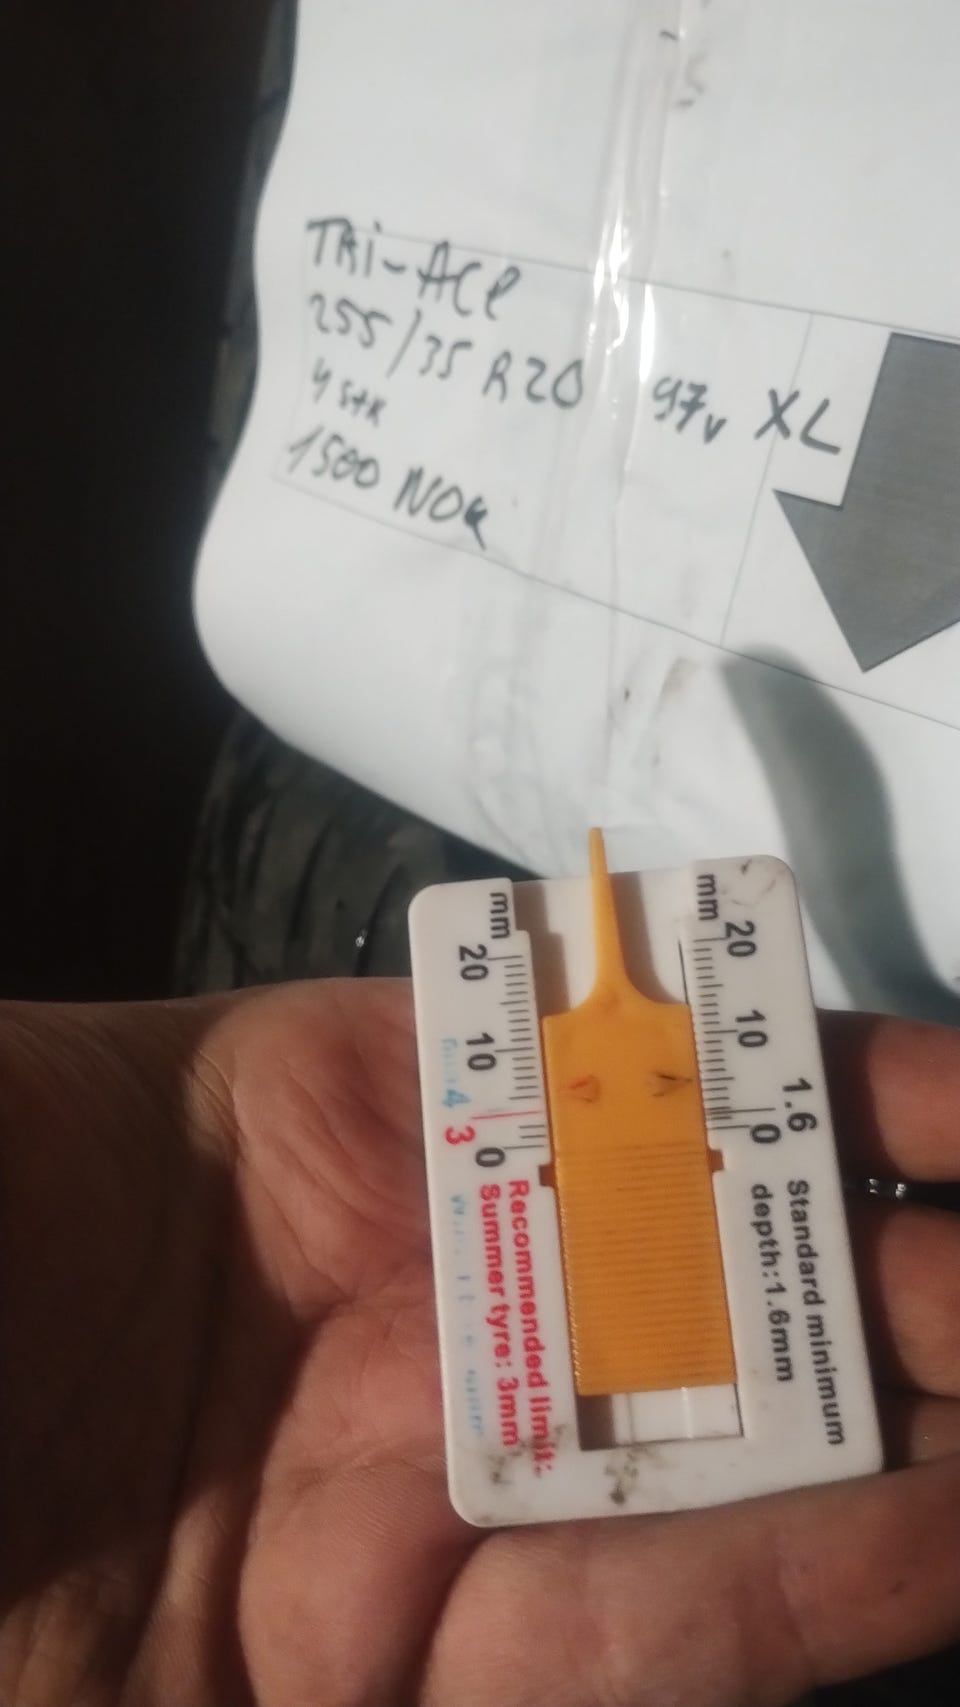 TRi-ACe
255/35 R20 97v XL
4 stk
1500 NOK
mm
20
10
4
3
0
Recommended limit:
Summer tyre: 3mm
mm
20
10
0
1.6
Standard minimum
depth:1.6mm